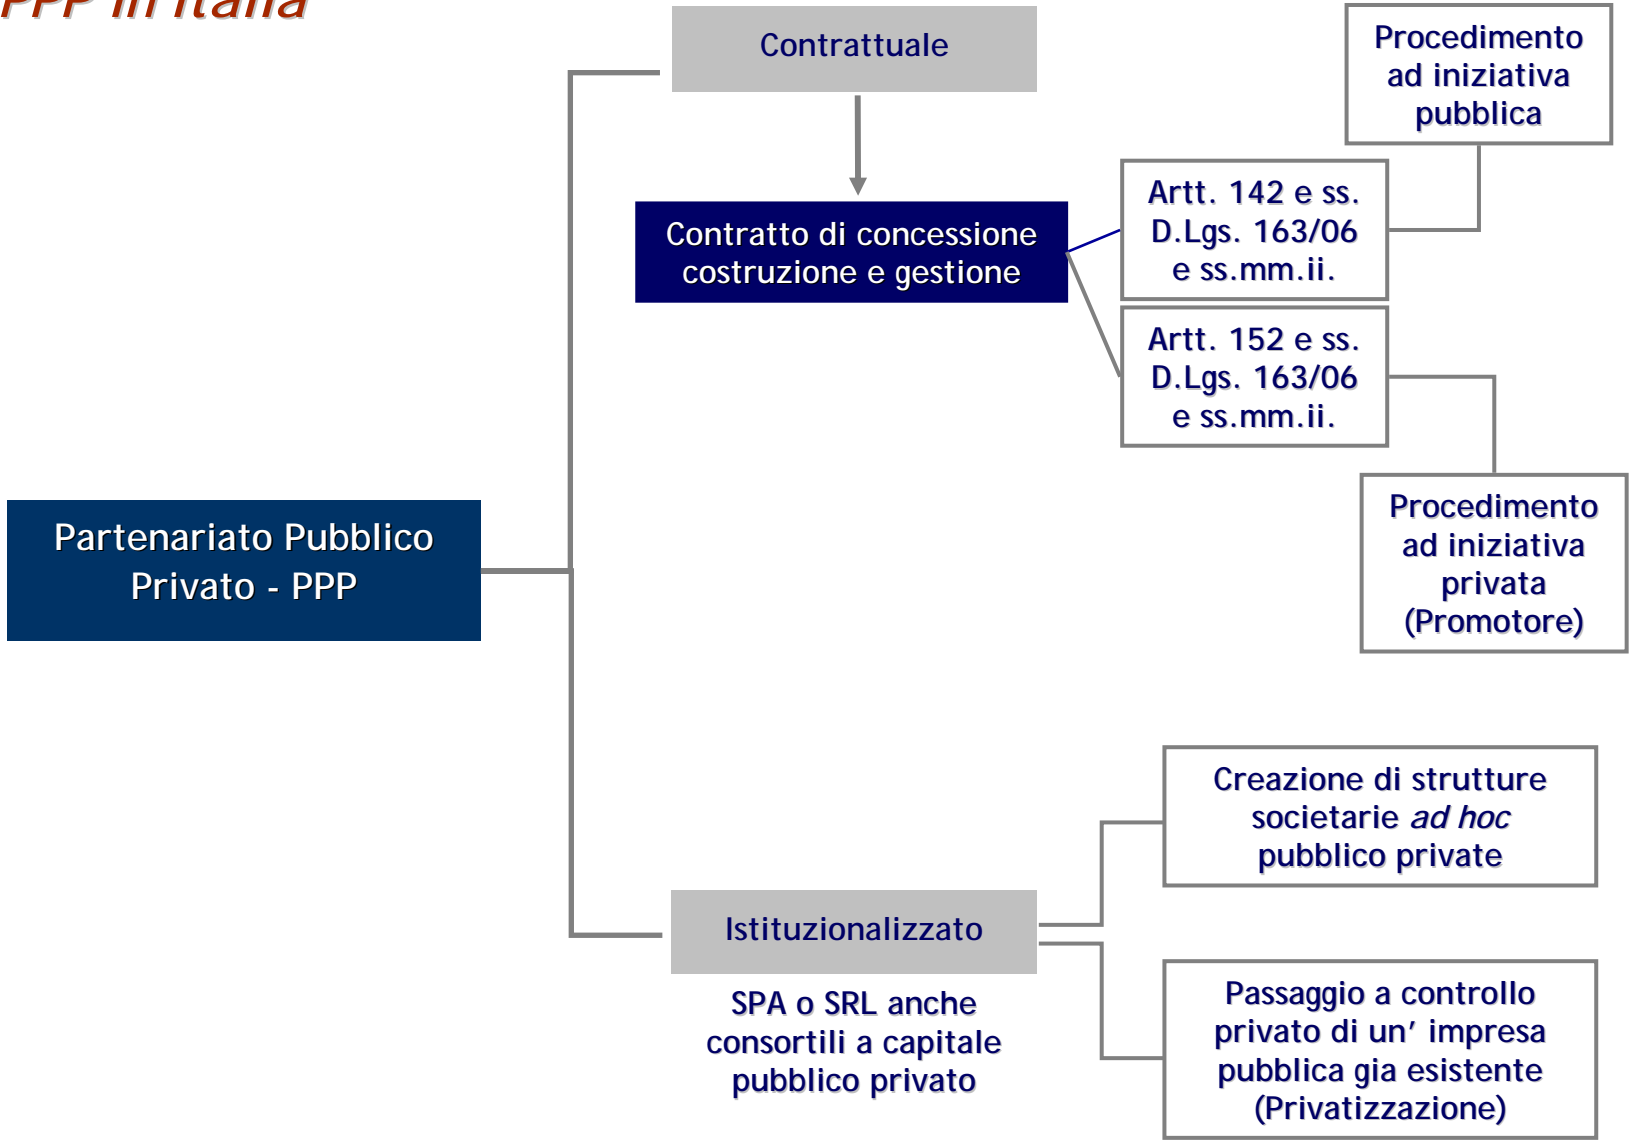 PPP in Italia
Contrattuale
Procedimento
ad iniziativa
pubblica
Contratto di concessione
costruzione e gestione
Artt. 142 e ss.
D.Lgs. 163/06
e ss.mm.ii.
Artt. 152 e ss.
D.Lgs. 163/06
e ss.mm.ii.
Procedimento
ad iniziativa
privata
(Promotore)
Partenariato Pubblico
Privato - PPP
Creazione di strutture
societarie ad hoc
pubblico private
Istituzionalizzato
SPA o SRL anche
consortili a capitale
pubblico privato
Passaggio a controllo
privato di un’ impresa
pubblica gia esistente
(Privatizzazione)